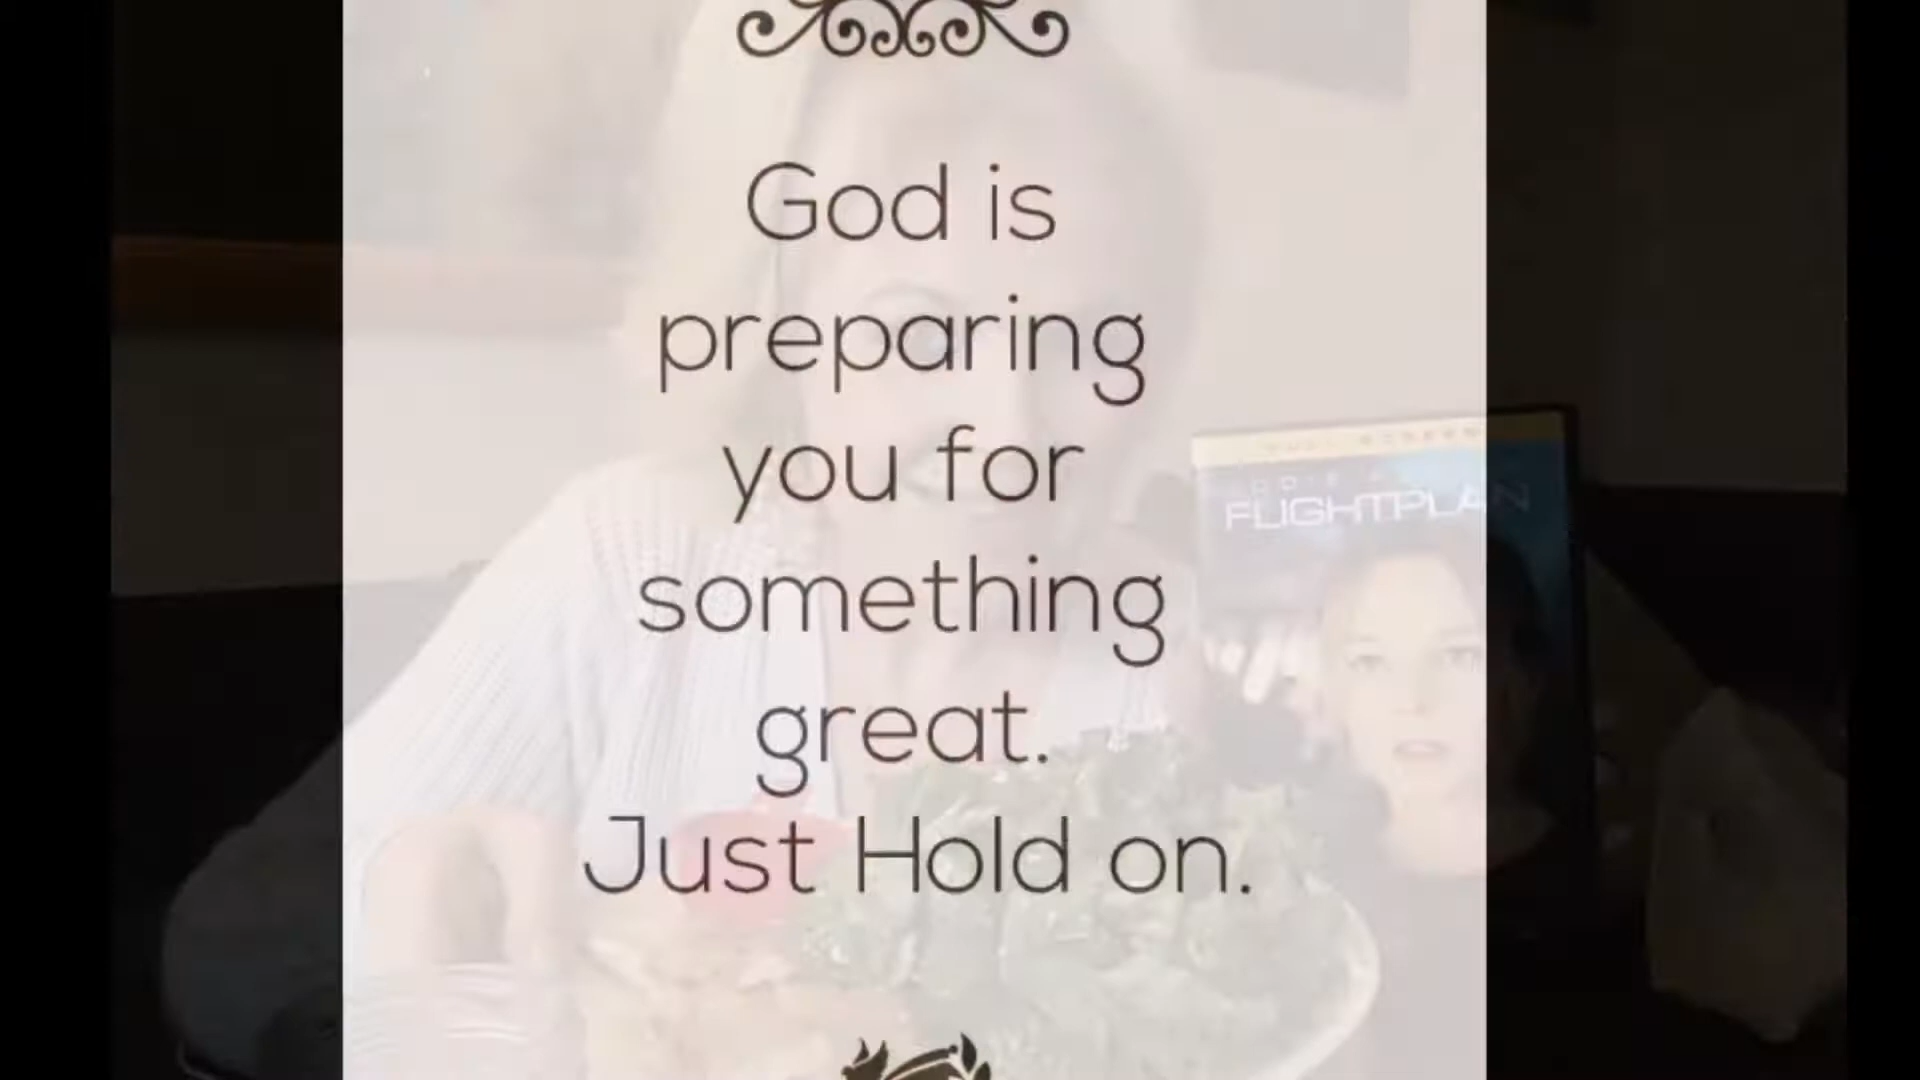 God is
preparing
you for
something
great.
Just Hold on.
FLIGHTPLAN